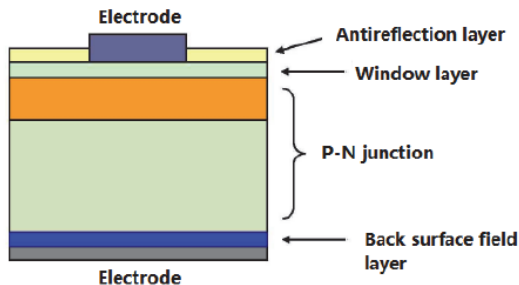 Electrode
Antireflection layer
Window layer
P-N junction
Back surface field
layer
Electrode